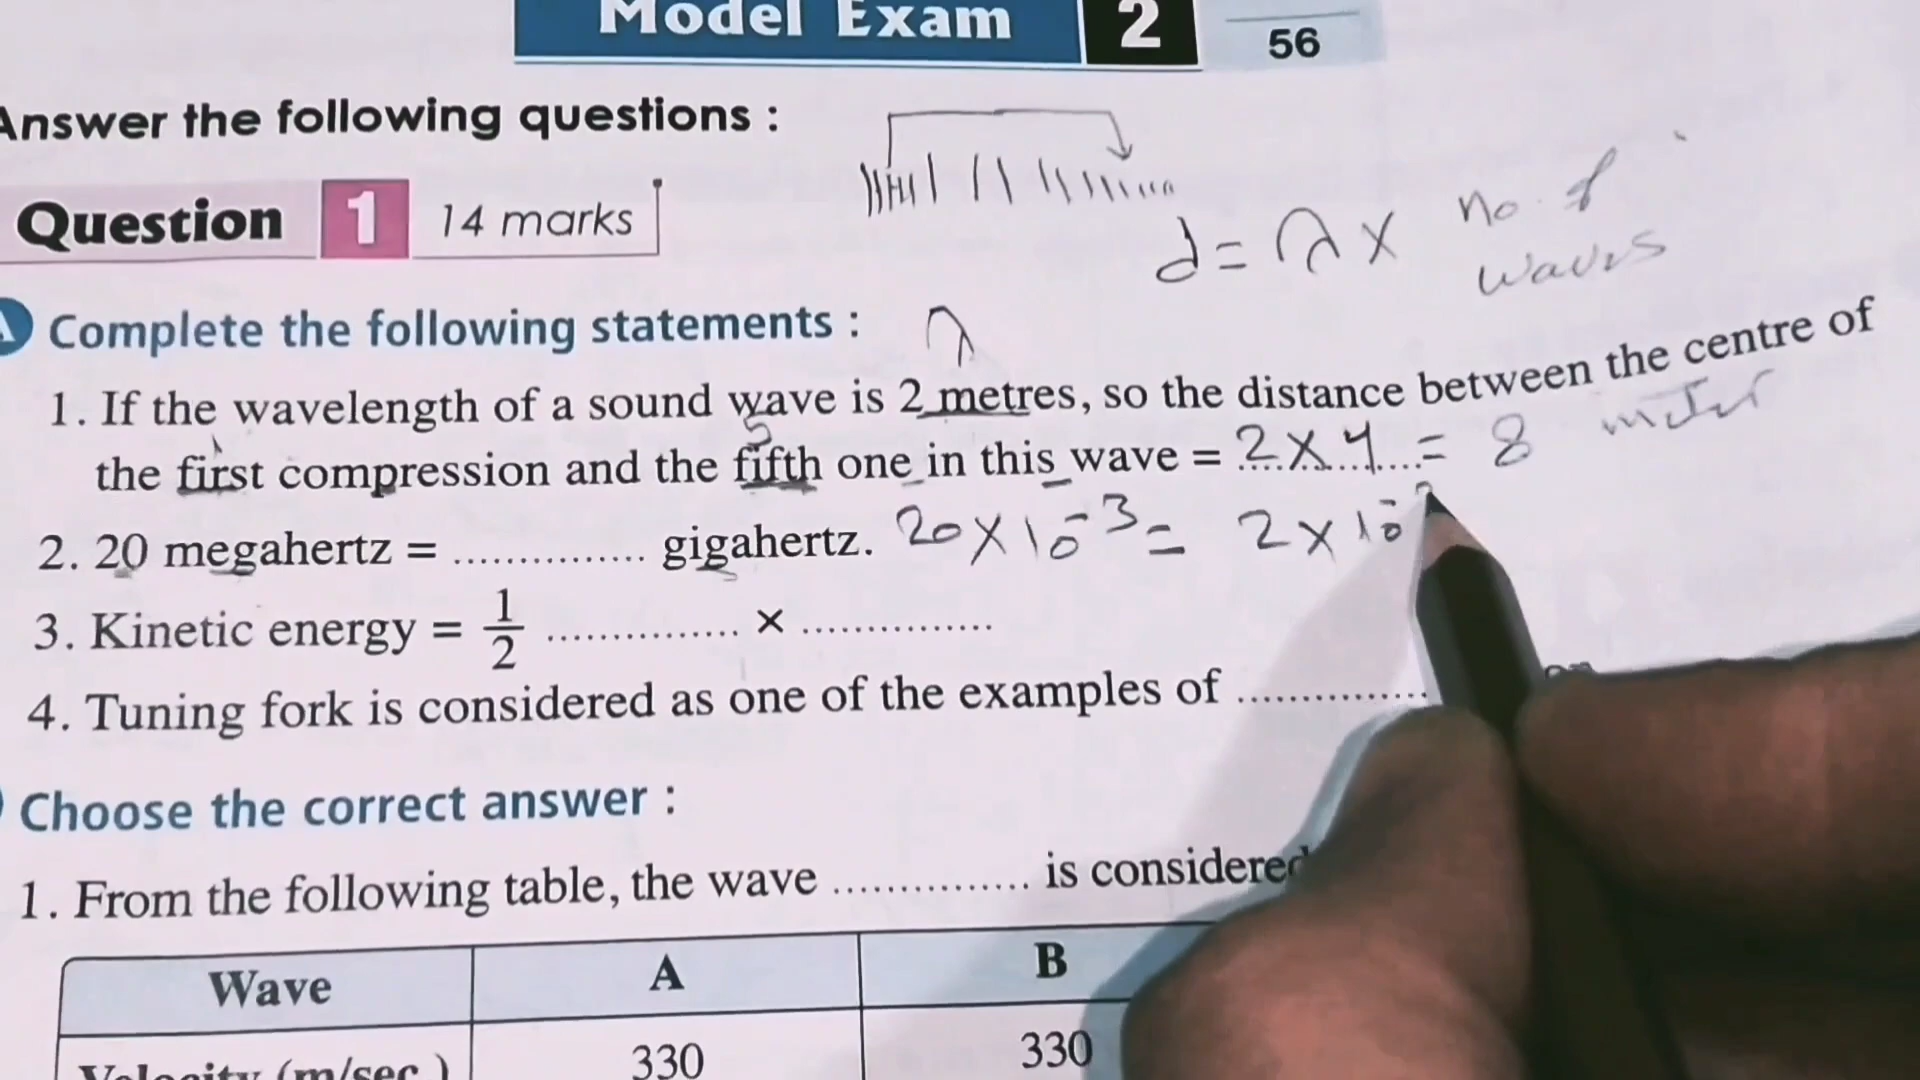 Model Exam 2 56
Answer the following questions :
Question 1 14 marks
d = λ × no. of
waves
A Complete the following statements :
λ
1. If the wavelength of a sound wave is 2 metres, so the distance between the centre of
1 5
the first compression and the fifth one in this wave = 2 × 4 = 8 meter
2. 20 megahertz = ............... gigahertz. 20 × 10⁻³ = 2 × 10⁻
3. Kinetic energy = 1/2 ............... × ...............
4. Tuning fork is considered as one of the examples of ...............
Choose the correct answer :
1. From the following table, the wave ............... is considered
Wave A B
Velocity (m/sec.) 330 330